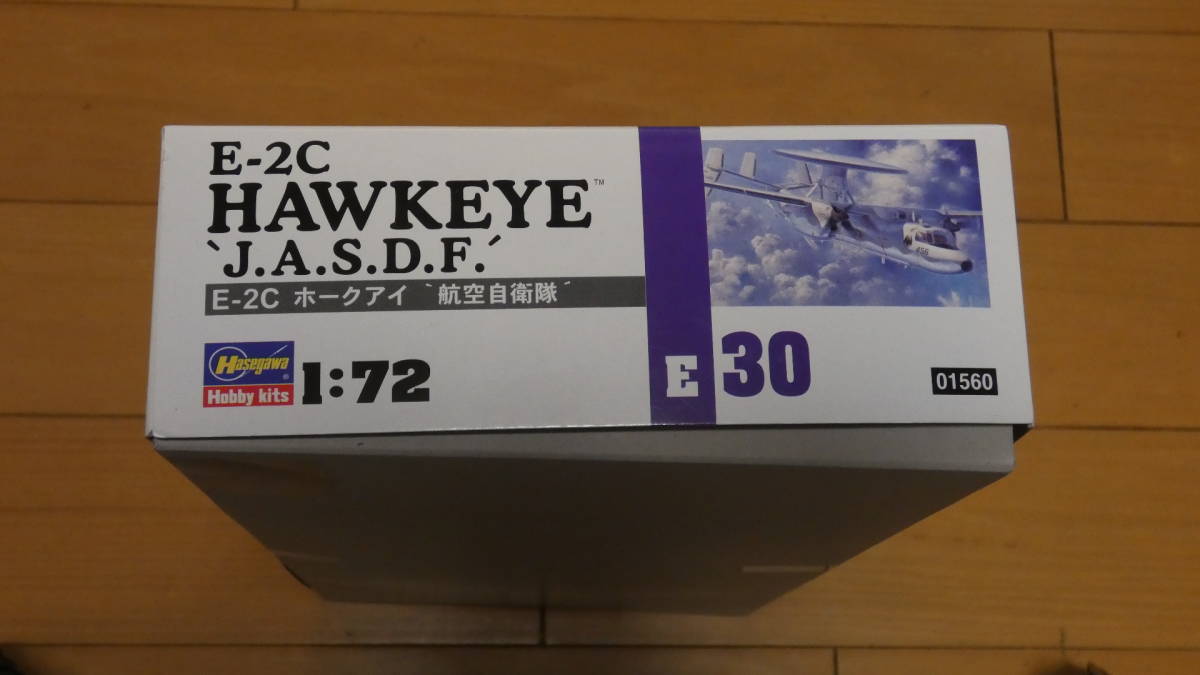 E-2C
HAWKEYE™
`J.A.S.D.F.´
E-2C ホークアイ `航空自衛隊´
Hasegawa®
Hobby kits
1:72
E 30
01560
456